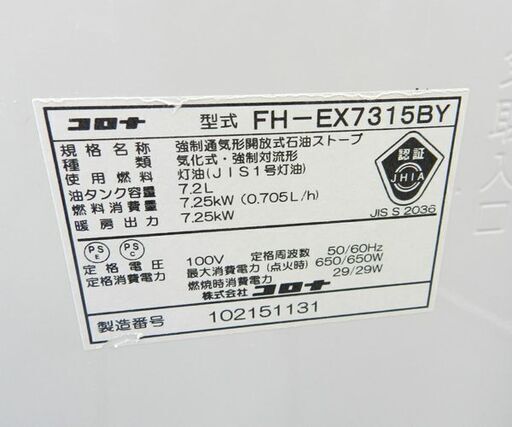 コロナ 型式 FH-EX7315BY
規格名称 強制通気形開放式石油ストーブ
種類 気化式・強制対流形
使用燃料 灯油(JIS1号灯油)
油タンク容量 7.2L
燃料消費量 7.25kW (0.705L/h)
暖房出力 7.25kW
認証
JHIA
JIS S 2036
PS E PS C
定格電圧 100V 定格周波数 50/60Hz
定格消費電力 最大消費電力(点火時) 650/650W
燃焼時消費電力 29/29W
株式会社コロナ
製造番号 102151131